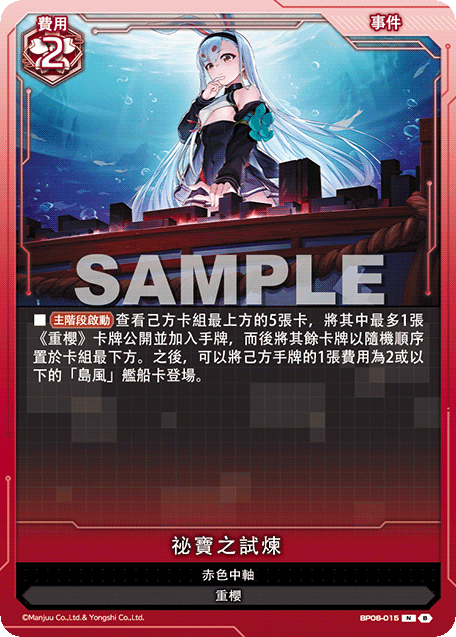 費用
事件
2
SAMPLE
■ 主階段啟動 查看己方卡組最上方的5張卡，將其中最多1張
《重櫻》卡牌公開並加入手牌，而後將其餘卡牌以隨機順序
置於卡組最下方。之後，可以將己方手牌的1張費用為2或以
下的「島風」艦船卡登場。
祕寶之試煉
赤色中軸
重櫻
©Manjuu Co.,Ltd.& Yongshi Co.,Ltd.
BP06-015 N B